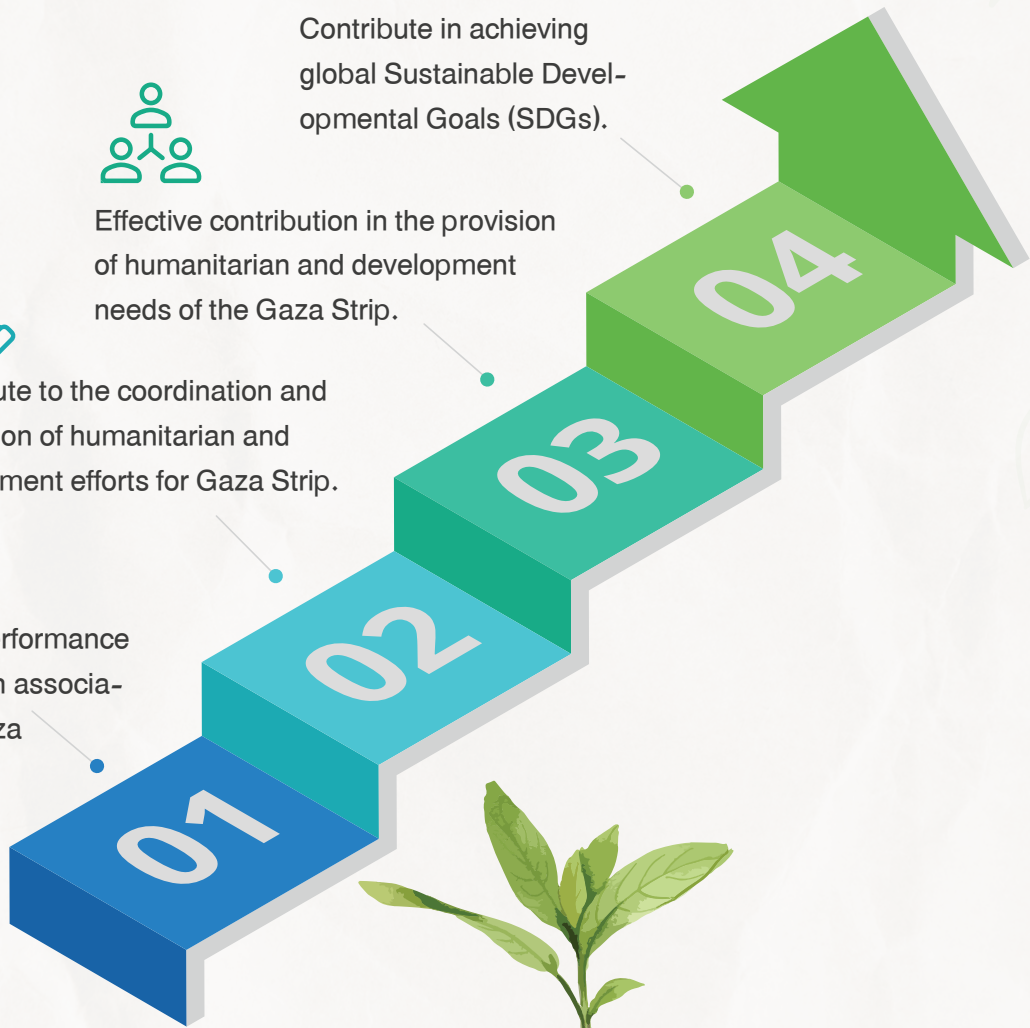 Contribute in achieving
global Sustainable Devel-
opmental Goals (SDGs).
04
Effective contribution in the provision
of humanitarian and development
needs of the Gaza Strip.
03
ute to the coordination and
on of humanitarian and
ment efforts for Gaza Strip.
02
rformance
associa-
za
01